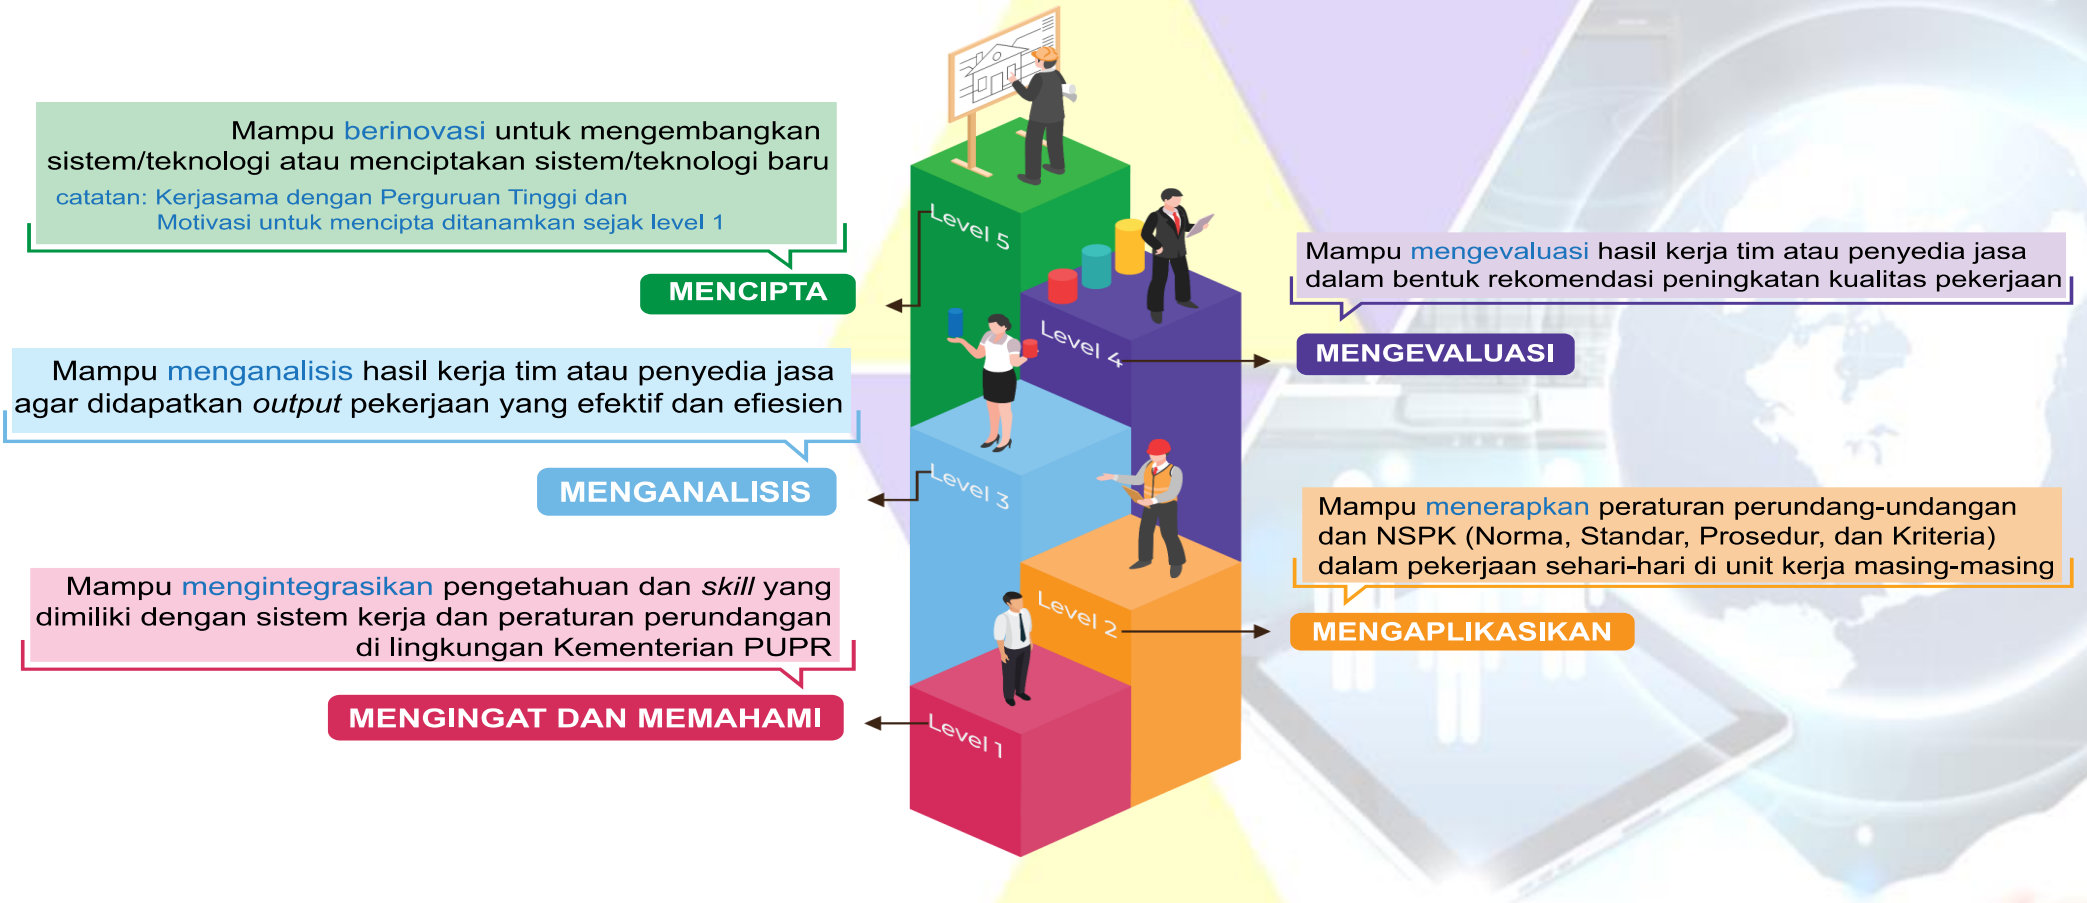 Mampu berinovasi untuk mengembangkan
sistem/teknologi atau menciptakan sistem/teknologi baru
catatan: Kerjasama dengan Perguruan Tinggi dan
Motivasi untuk mencipta ditanamkan sejak level 1
MENCIPTA
Level 5
Mampu mengevaluasi hasil kerja tim atau penyedia jasa
dalam bentuk rekomendasi peningkatan kualitas pekerjaan
MENGEVALUASI
Level 4
Mampu menganalisis hasil kerja tim atau penyedia jasa
agar didapatkan output pekerjaan yang efektif dan efiesien
MENGANALISIS
Level 3
Mampu menerapkan peraturan perundang-undangan
dan NSPK (Norma, Standar, Prosedur, dan Kriteria)
dalam pekerjaan sehari-hari di unit kerja masing-masing
MENGAPLIKASIKAN
Level 2
Mampu mengintegrasikan pengetahuan dan skill yang
dimiliki dengan sistem kerja dan peraturan perundangan
di lingkungan Kementerian PUPR
MENGINGAT DAN MEMAHAMI
Level 1